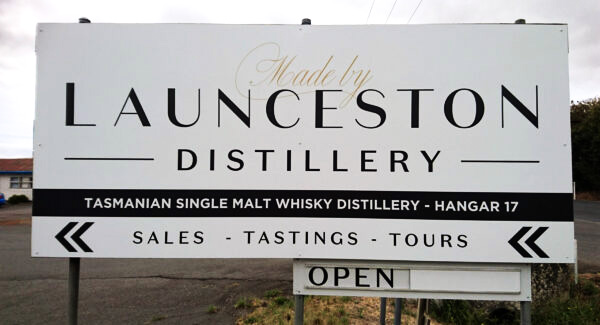 Made by
LAUNCESTON
DISTILLERY
TASMANIAN SINGLE MALT WHISKY DISTILLERY - HANGAR 17
SALES - TASTINGS - TOURS
OPEN